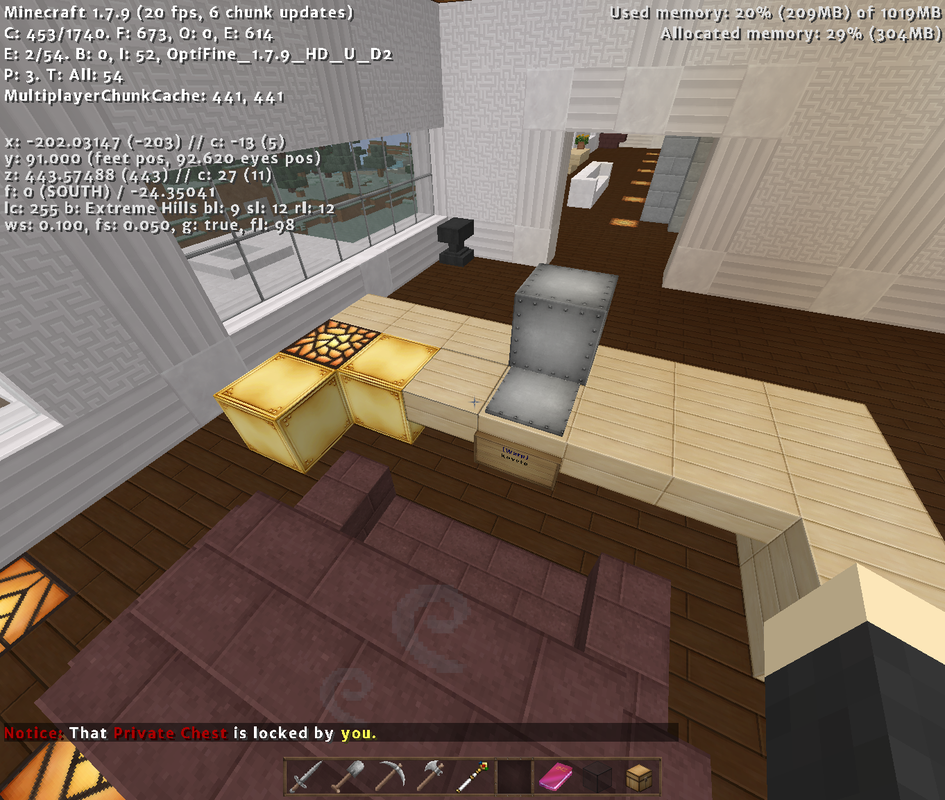 Minecraft 1.7.9 (20 fps, 6 chunk updates)
C: 453/1740. F: 673, O: 0, E: 614
E: 2/54. B: 0, I: 52, OptiFine_1.7.9_HD_U_D2
P: 3. T: All: 54
MultiplayerChunkCache: 441, 441
x: -202.03147 (-203) // c: -13 (5)
y: 91.000 (feet pos, 92.620 eyes pos)
z: 443.57488 (443) // c: 27 (11)
f: 0 (SOUTH) / -24.35041
lc: 255 b: Extreme Hills bl: 9 sl: 12 rl: 12
ws: 0.100, fs: 0.050, g: true, fl: 98
Used memory: 20% (209MB) of 1019MB
Allocated memory: 29% (304MB)
[Warp]
Notice: That Private Chest is locked by you.